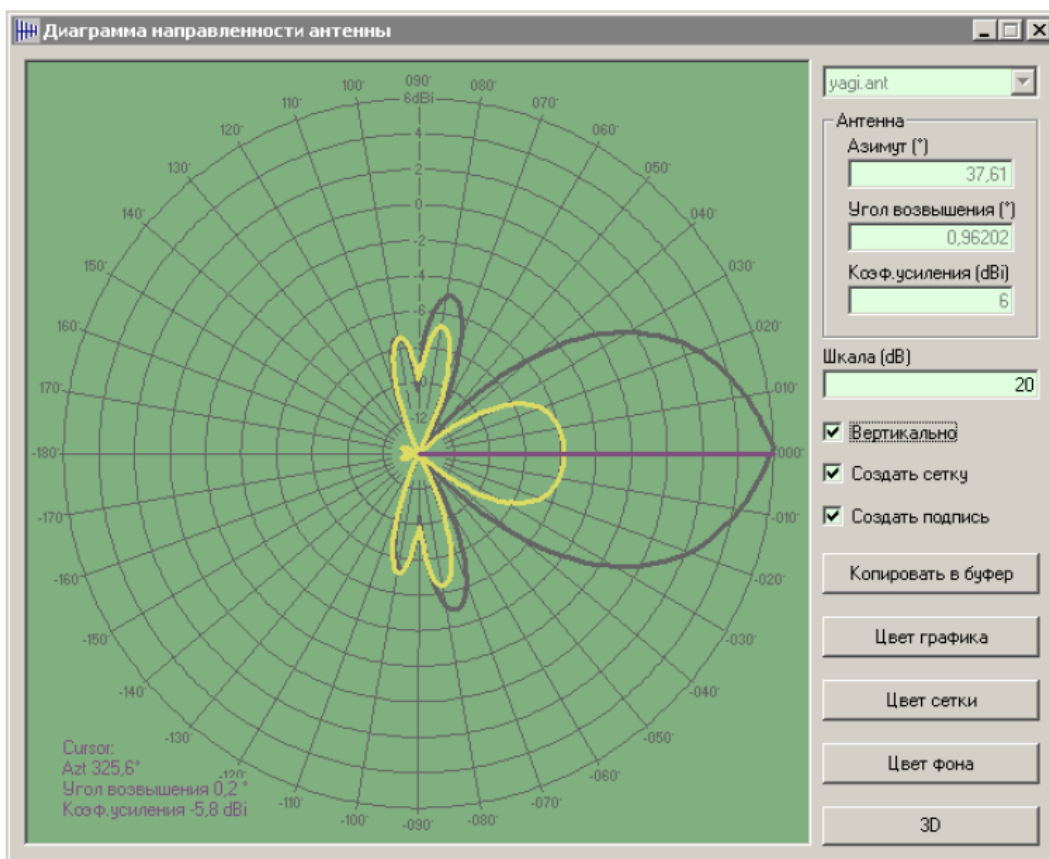 Диаграмма направленности антенны
yagi.ant
Антенна
Азимут (°)
37,61
Угол возвышения (°)
0,96202
Коэф.усиления (dBi)
6
Шкала (dB)
20
Вертикально
Создать сетку
Создать подпись
Копировать в буфер
Цвет графика
Цвет сетки
Цвет фона
3D
090°
100°
080°
110°
070°
120°
060°
130°
050°
140°
040°
150°
030°
160°
020°
170°
010°
-180°
000°
-170°
-010°
-160°
-020°
-150°
-030°
-140°
-040°
-130°
-050°
-120°
-060°
-110°
-070°
-100°
-080°
-090°
6dBi
4
2
0
-2
-4
-6
-12
Cursor:
Azt 325,6°
Угол возвышения 0,2 °
Коэф.усиления -5,8 dBi